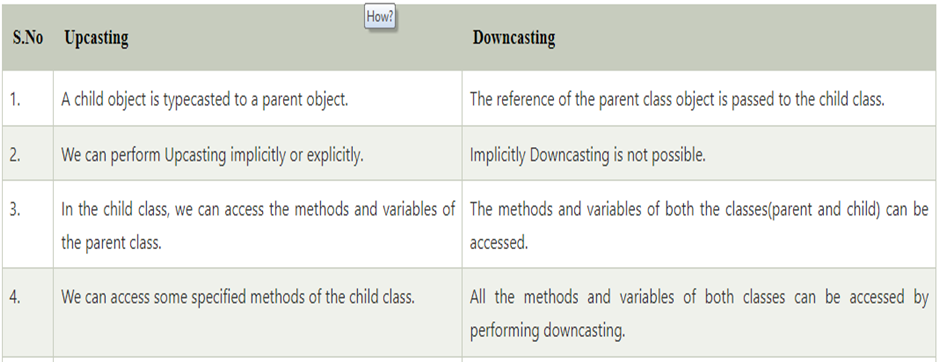 How?
S.No Upcasting Downcasting
1. A child object is typecasted to a parent object. The reference of the parent class object is passed to the child class.
2. We can perform Upcasting implicitly or explicitly. Implicitly Downcasting is not possible.
3. In the child class, we can access the methods and variables of
the parent class.
The methods and variables of both the classes(parent and child) can be
accessed.
4. We can access some specified methods of the child class.
All the methods and variables of both classes can be accessed by
performing downcasting.